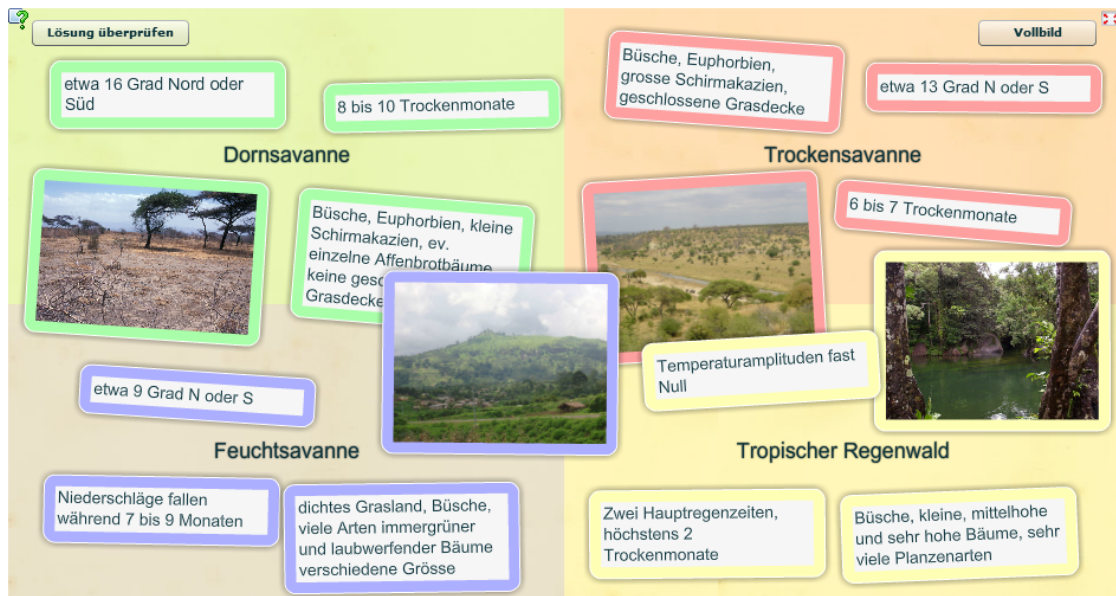 Lösung überprüfen
Vollbild
etwa 16 Grad Nord oder
Süd
8 bis 10 Trockenmonate
Büsche, Euphorbien,
grosse Schirmakazien,
geschlossene Grasdecke
etwa 13 Grad N oder S
Dornsavanne
Trockensavanne
Büsche, Euphorbien, kleine
Schirmakazien, ev.
einzelne Affenbrotbäume
keine
Grasdecke
6 bis 7 Trockenmonate
Temperaturamplituden fast
Null
etwa 9 Grad N oder S
Feuchtsavanne
Tropischer Regenwald
Niederschläge fallen
während 7 bis 9 Monaten
dichtes Grasland, Büsche,
viele Arten immergrüner
und laubwerfender Bäume
verschiedene Grösse
Zwei Hauptregenzeiten,
höchstens 2
Trockenmonate
Büsche, kleine, mittelhohe
und sehr hohe Bäume, sehr
viele Planzenarten